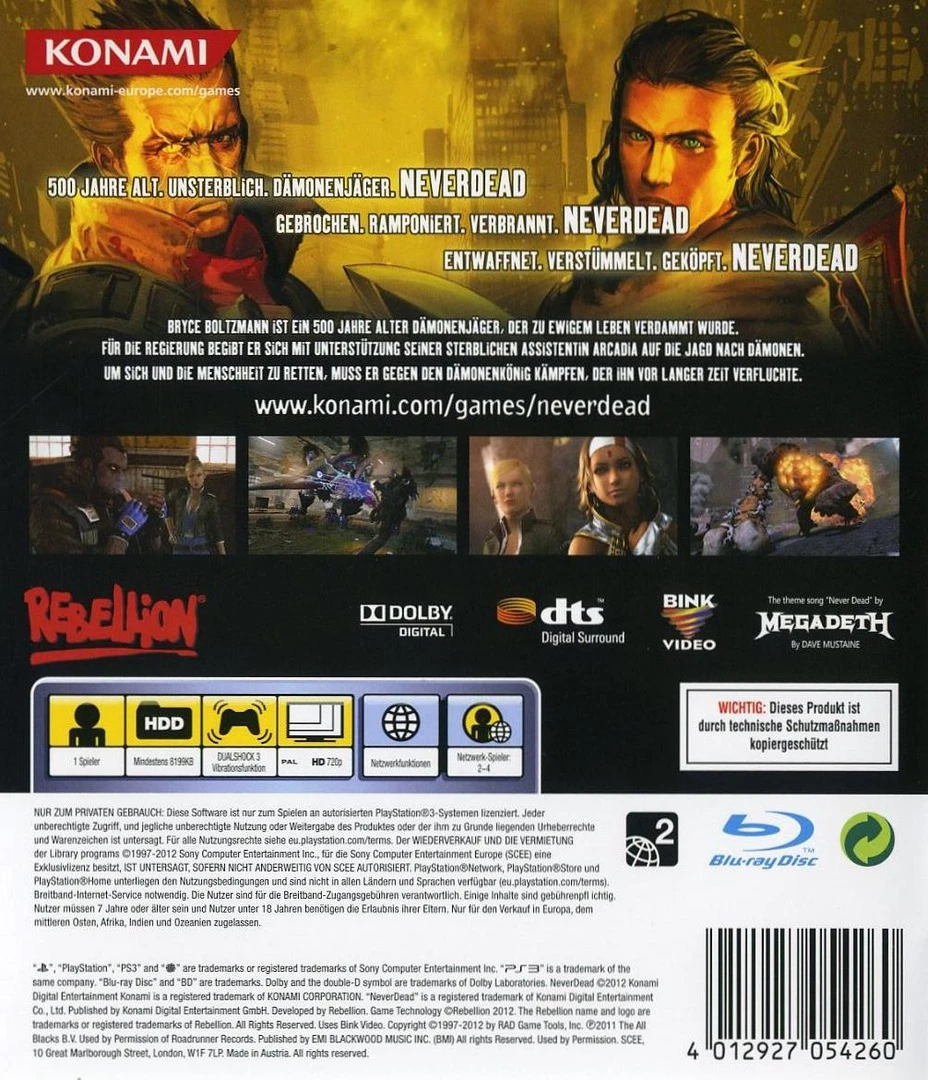 KONAMI
www.konami-europe.com/games
500 JAHRE ALT. UNSTERBLICH. DÄMONENJÄGER. NEVERDEAD
GEBROCHEN. RAMPONIERT. VERBRANNT. NEVERDEAD
ENTWAFFNET. VERSTÜMMELT. GEKÖPFT. NEVERDEAD
BRYCE BOLTZMANN IST EIN 500 JAHRE ALTER DÄMONENJÄGER, DER ZU EWIGEM LEBEN VERDAMMT WURDE.
FÜR DIE REGIERUNG BEGIBT ER SICH MIT UNTERSTÜTZUNG SEINER STERBLICHEN ASSISTENTIN ARCADIA AUF DIE JAGD NACH DÄMONEN.
UM SICH UND DIE MENSCHHEIT ZU RETTEN, MUSS ER GEGEN DEN DÄMONENKÖNIG KÄMPFEN, DER IHN VOR LANGER ZEIT VERFLUCHTE.
www.konami.com/games/neverdead
REBELLION®
DOLBY.
DIGITAL
dts™
Digital Surround
BINK
VIDEO
The theme song "Never Dead" by
MEGADETH
By DAVE MUSTAINE
HDD
1 Spieler
Mindestens 8199KB
DUALSHOCK 3
Vibrationsfunktion
PAL HD 720p
Netzwerkfunktionen
Netzwerk-Spieler:
2–4
WICHTIG: Dieses Produkt ist
durch technische Schutzmaßnahmen
kopiergeschützt
NUR ZUM PRIVATEN GEBRAUCH: Diese Software ist nur zum Spielen an autorisierten PlayStation®3-Systemen lizenziert. Jeder
unberechtigte Zugriff, und jegliche unberechtigte Nutzung oder Weitergabe des Produktes oder der ihm zu Grunde liegenden Urheberrechte
und Warenzeichen ist untersagt. Für alle Nutzungsrechte siehe eu.playstation.com/terms. Der WIEDERVERKAUF UND DIE VERMIETUNG
der Library programs ©1997-2012 Sony Computer Entertainment Inc., für die Sony Computer Entertainment Europe (SCEE) eine
Exklusivlizenz besitzt, IST UNTERSAGT, SOFERN NICHT ANDERWEITIG VON SCEE AUTORISIERT. PlayStation®Network, PlayStation®Store und
PlayStation®Home unterliegen den Nutzungsbedingungen und sind nicht in allen Ländern und Sprachen verfügbar (eu.playstation.com/terms).
Breitband-Internet-Service notwendig. Die Nutzer sind für die Breitband-Zugangsgebühren verantwortlich. Einige Inhalte sind gebührenpfl ichtig.
Nutzer müssen 7 Jahre oder älter sein und Nutzer unter 18 Jahren benötigen die Erlaubnis ihrer Eltern. Nur für den Verkauf in Europa, dem
mittleren Osten, Afrika, Indien und Ozeanien zugelassen.
2
Blu-ray Disc™
"", "PlayStation", "PS3" and "" are trademarks or registered trademarks of Sony Computer Entertainment Inc. "PS3" is a trademark of the
same company. "Blu-ray Disc" and "BD" are trademarks. Dolby and the double-D symbol are trademarks of Dolby Laboratories. NeverDead ©2012 Konami
Digital Entertainment Konami is a registered trademark of KONAMI CORPORATION. "NeverDead" is a registered trademark of Konami Digital Entertainment
Co., Ltd. Published by Konami Digital Entertainment GmbH. Developed by Rebellion. Game Technology ©Rebellion 2012. The Rebellion name and logo are
trademarks or registered trademarks of Rebellion. All Rights Reserved. Uses Bink Video. Copyright ©1997-2012 by RAD Game Tools, Inc. ℗2011 The All
Blacks B.V. Used by Permission of Roadrunner Records. Published by EMI BLACKWOOD MUSIC INC. (BMI) All rights Reserved. Used by Permission. SCEE,
10 Great Marlborough Street, London, W1F 7LP. Made in Austria. All rights reserved.
4 012927 054260